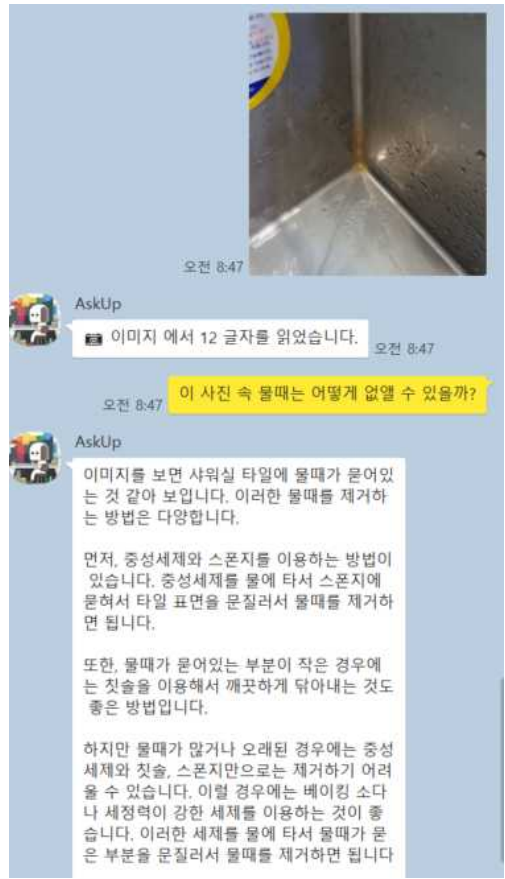 오전 8:47
AskUp
📷 이미지 에서 12 글자를 읽었습니다.
오전 8:47
이 사진 속 물때는 어떻게 없앨 수 있을까?
오전 8:47
AskUp
이미지를 보면 샤워실 타일에 물때가 묻어있
는 것 같아 보입니다. 이러한 물때를 제거하
는 방법은 다양합니다.
먼저, 중성세제와 스폰지를 이용하는 방법이
있습니다. 중성세제를 물에 타서 스폰지에
묻혀서 타일 표면을 문질러서 물때를 제거하
면 됩니다.
또한, 물때가 묻어있는 부분이 작은 경우에
는 칫솔을 이용해서 깨끗하게 닦아내는 것도
좋은 방법입니다.
하지만 물때가 많거나 오래된 경우에는 중성
세제와 칫솔, 스폰지만으로는 제거하기 어려
울 수 있습니다. 이럴 경우에는 베이킹 소다
나 세정력이 강한 세제를 이용하는 것이 좋
습니다. 이러한 세제를 물에 타서 물때가 묻
은 부분을 문질러서 물때를 제거하면 됩니다